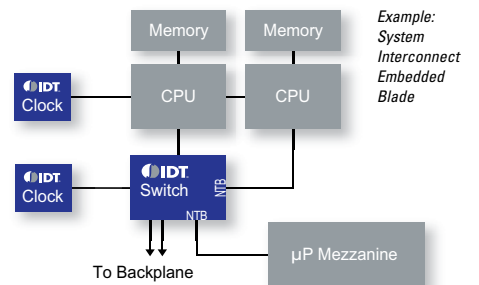 Memory
Memory
Example:
System
Interconnect
Embedded
Blade
IDT
Clock
CPU
CPU
IDT
Clock
IDT
Switch
NTB
NTB
To Backplane
µP Mezzanine